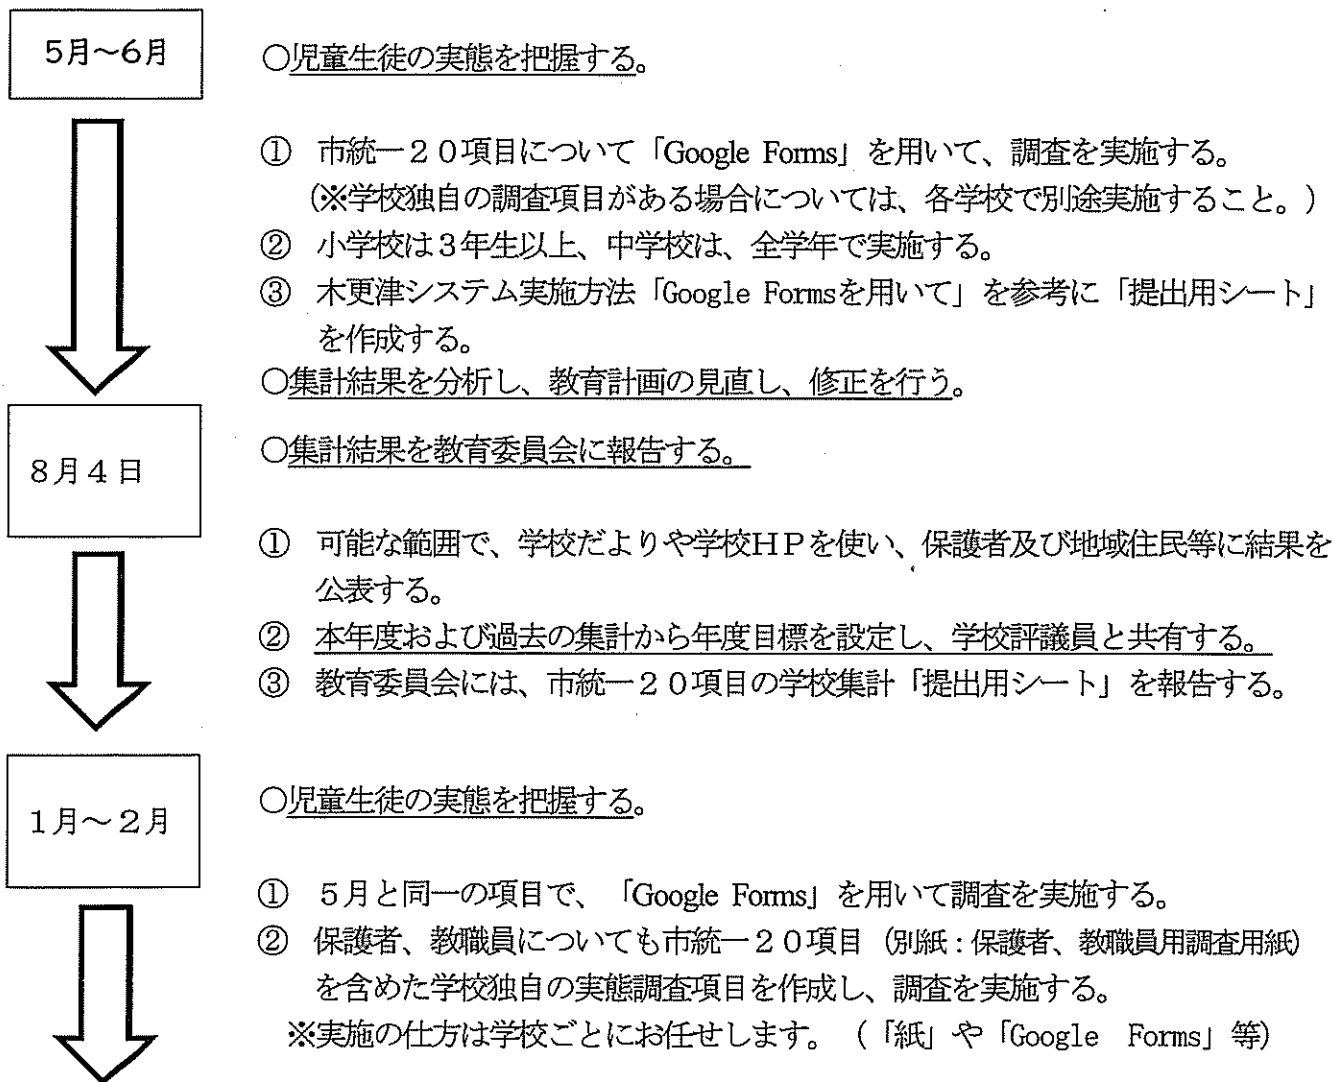 5月～6月
○児童生徒の実態を把握する。
① 市統一２０項目について「Google Forms」を用いて、調査を実施する。
（※学校独自の調査項目がある場合については、各学校で別途実施すること。）
② 小学校は３年生以上、中学校は、全学年で実施する。
③ 木更津システム実施方法「Google Formsを用いて」を参考に「提出用シート」
を作成する。
○集計結果を分析し、教育計画の見直し、修正を行う。
8月４日
○集計結果を教育委員会に報告する。
① 可能な範囲で、学校だよりや学校ＨＰを使い、保護者及び地域住民等に結果を
公表する。
② 本年度および過去の集計から年度目標を設定し、学校評議員と共有する。
③ 教育委員会には、市統一２０項目の学校集計「提出用シート」を報告する。
１月～２月
○児童生徒の実態を把握する。
① ５月と同一の項目で、「Google Forms」を用いて調査を実施する。
② 保護者、教職員についても市統一２０項目（別紙：保護者、教職員用調査用紙）
を含めた学校独自の実態調査項目を作成し、調査を実施する。
※実施の仕方は学校ごとにお任せします。（「紙」や「Google　Forms」等）